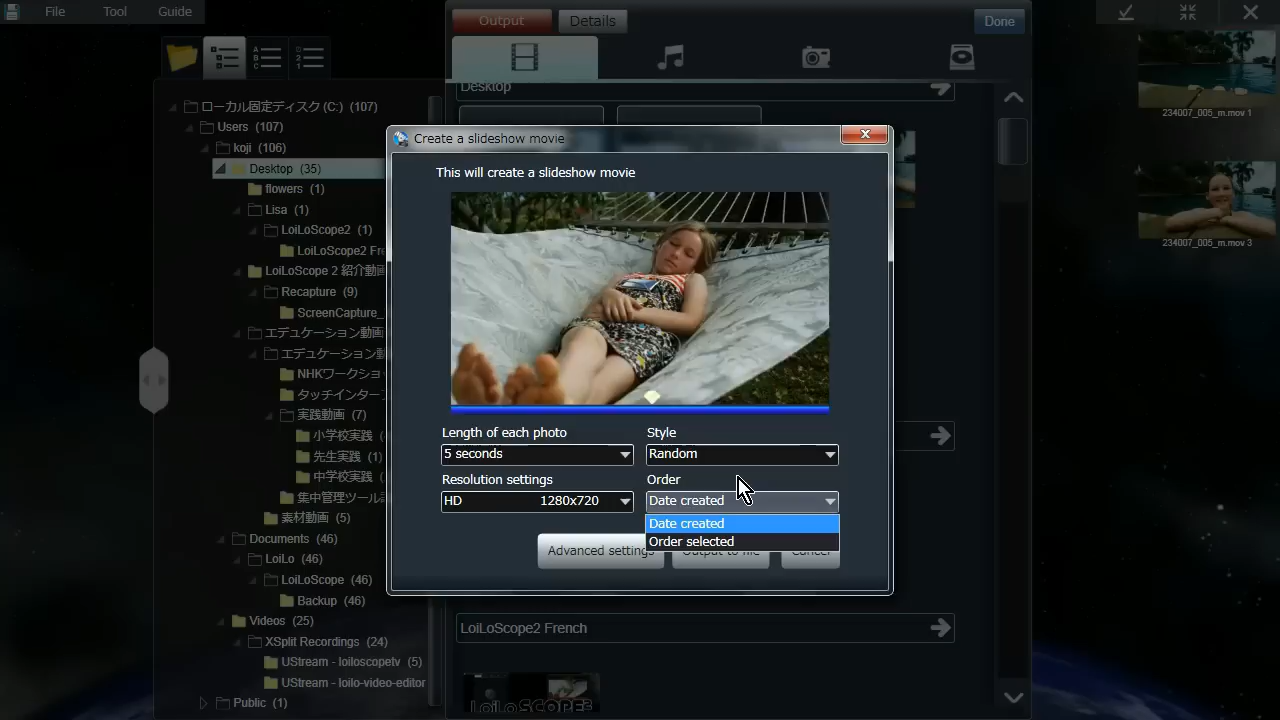 File Tool Guide
Output Details Done
Desktop
ローカル固定ディスク (C:) (107)
Users (107)
koji (106)
Desktop (35)
flowers (1)
Lisa (1)
LoiLoScope2 (1)
LoiLoScope2 Fre
LoiLoScope 2 紹介動画
Recapture (9)
ScreenCapture_
エデュケーション動画
エデュケーション動画
NHKワークショ
タッチインター
実践動画 (7)
小学校実践 (
先生実践 (1)
中学校実践 (
集中管理ツール
素材動画 (5)
Documents (46)
LoiLo (46)
LoiLoScope (46)
Backup (46)
Videos (25)
XSplit Recordings (24)
UStream - loiloscopetv (5)
UStream - loilo-video-editor
Public (1)
Create a slideshow movie
This will create a slideshow movie
Length of each photo
5 seconds
Style
Random
Resolution settings
HD 1280x720
Order
Date created
Date created
Order selected
Advanced settings Output to file Cancel
LoiLoScope2 French
LOILOSCOPE2
234007_005_m.mov 1
234007_005_m.mov 3